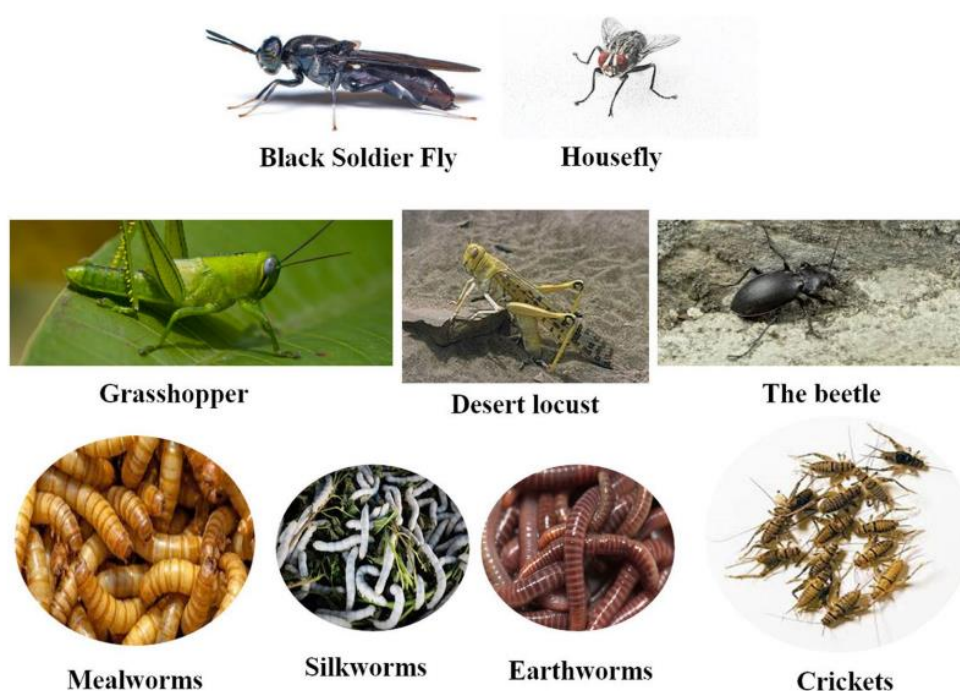 Black Soldier Fly
Housefly
Grasshopper
Desert locust
The beetle
Mealworms
Silkworms
Earthworms
Crickets